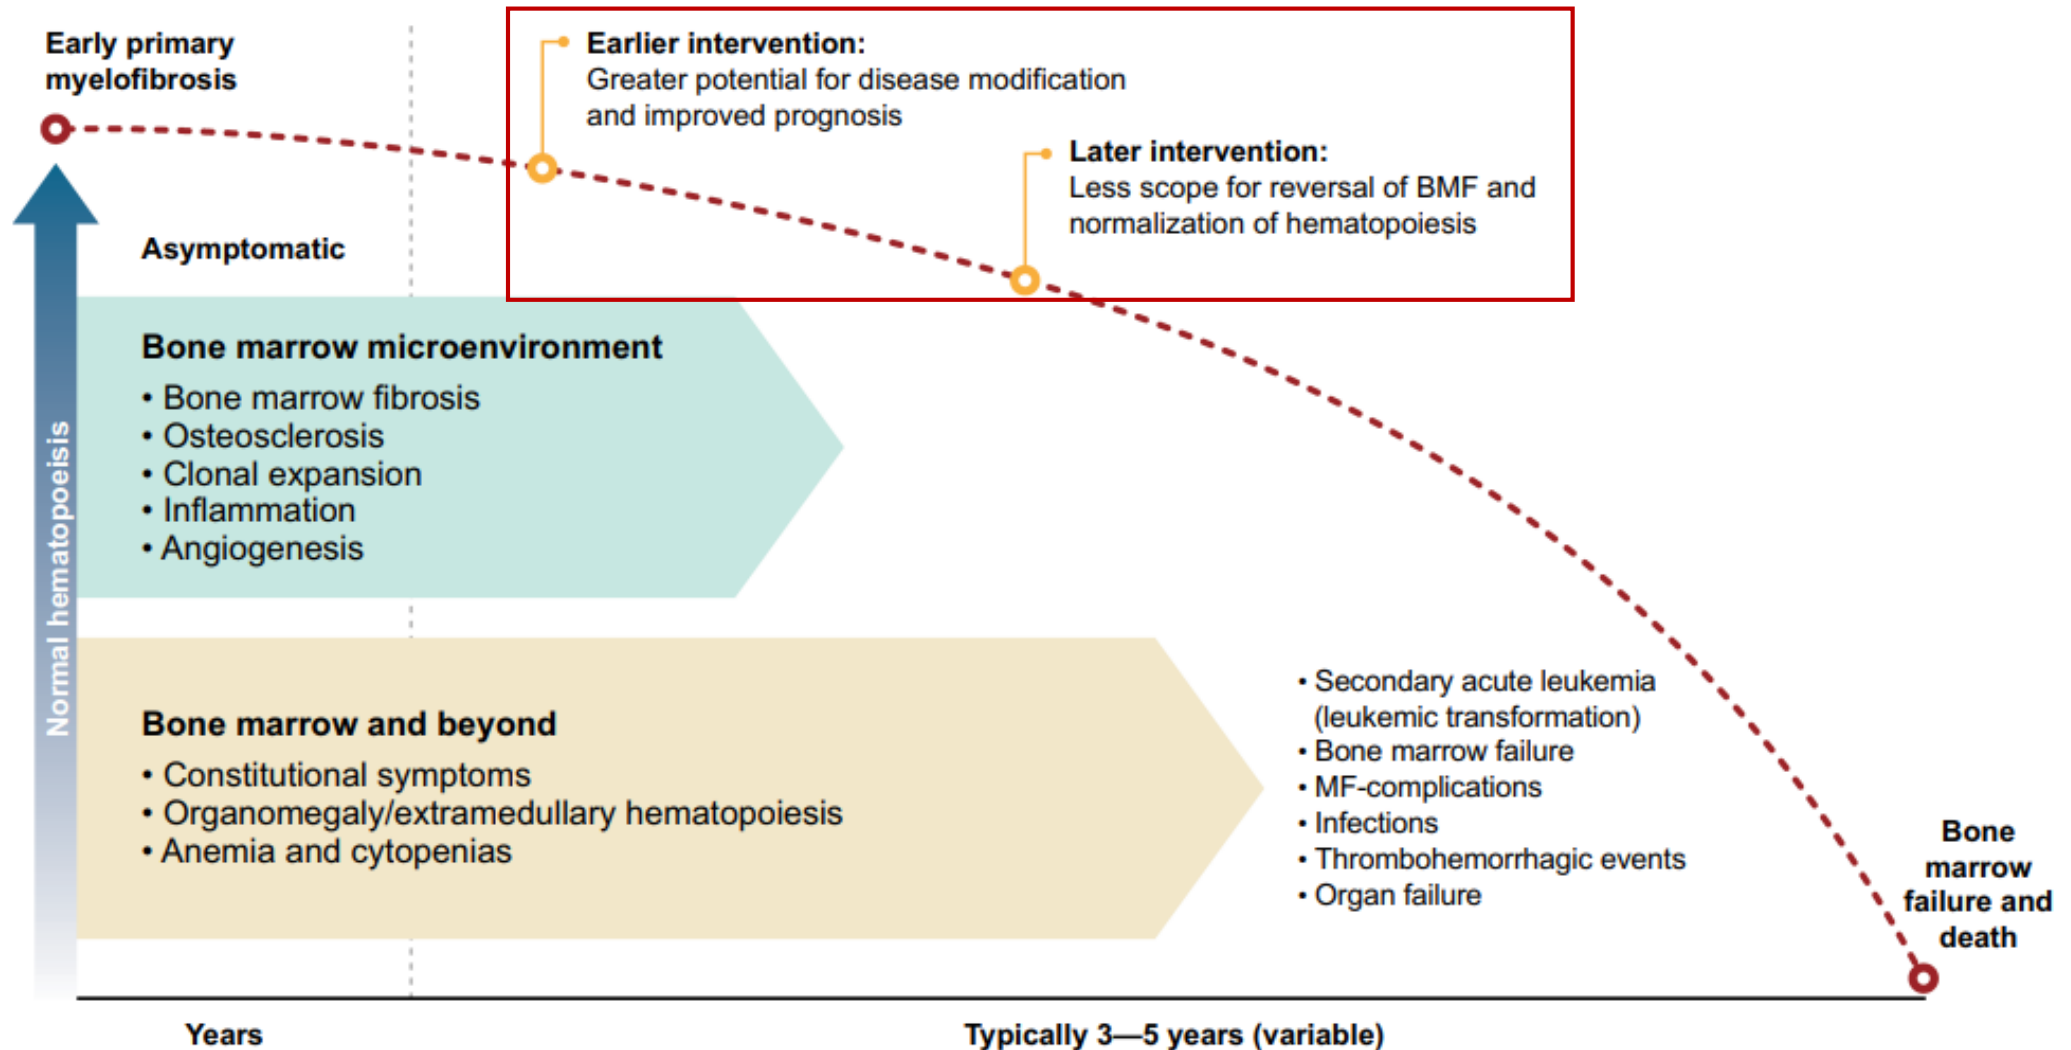 Early primary
myelofibrosis
Earlier intervention:
Greater potential for disease modification
and improved prognosis
Later intervention:
Less scope for reversal of BMF and
normalization of hematopoiesis
Asymptomatic
Normal hematopoeisis
Bone marrow microenvironment
• Bone marrow fibrosis
• Osteosclerosis
• Clonal expansion
• Inflammation
• Angiogenesis
Bone marrow and beyond
• Constitutional symptoms
• Organomegaly/extramedullary hematopoiesis
• Anemia and cytopenias
• Secondary acute leukemia
(leukemic transformation)
• Bone marrow failure
• MF-complications
• Infections
• Thrombohemorrhagic events
• Organ failure
Bone
marrow
failure and
death
Years
Typically 3—5 years (variable)